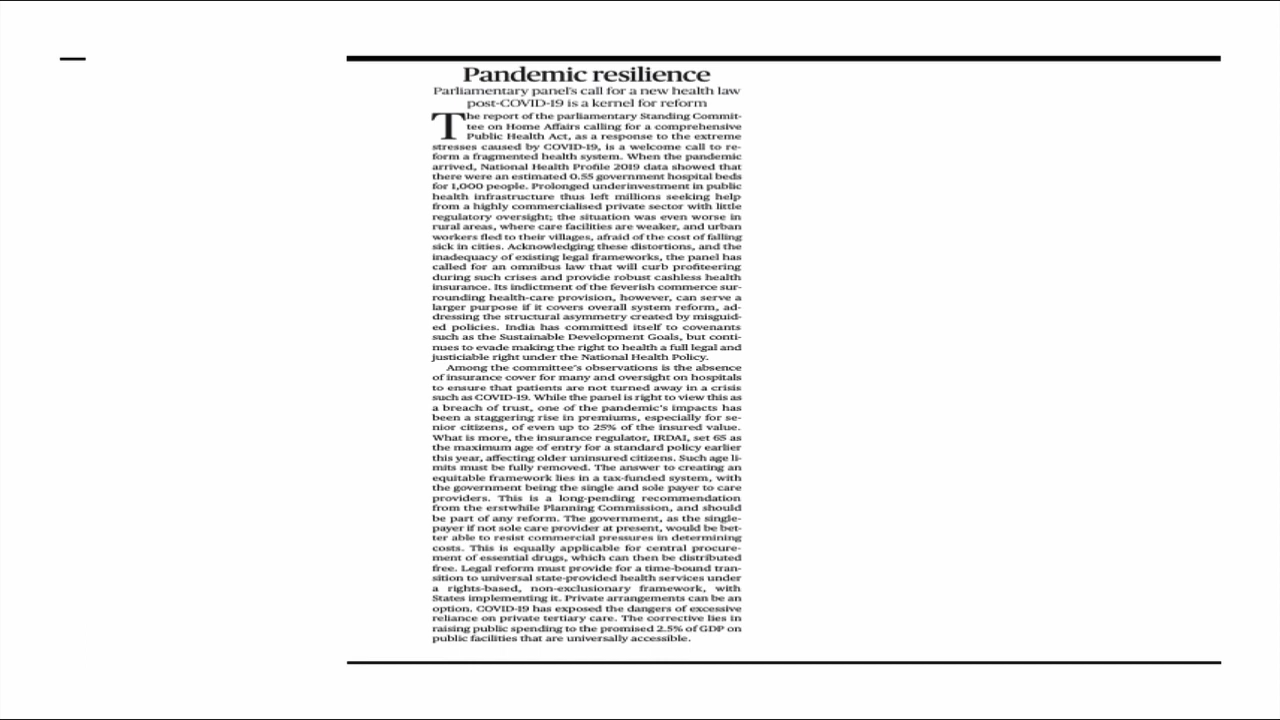 Pandemic resilience
Parliamentary panel's call for a new health law
post-COVID-19 is a kernel for reform
The report of the parliamentary Standing Commit-
tee on Home Affairs calling for a comprehensive
Public Health Act, as a response to the extreme
stresses caused by COVID-19, is a welcome call to re-
form a fragmented health system. When the pandemic
arrived, National Health Profile 2019 data showed that
there were an estimated 0.55 government hospital beds
for 1,000 people. Prolonged underinvestment in public
health infrastructure thus left millions seeking help
from a highly commercialised private sector with little
regulatory oversight; the situation was even worse in
rural areas, where care facilities are weaker, and urban
workers fled to their villages, afraid of the cost of falling
sick in cities. Acknowledging these distortions, and the
inadequacy of existing legal frameworks, the panel has
called for an omnibus law that will curb profiteering
during such crises and provide robust cashless health
insurance. Its indictment of the feverish commerce sur-
rounding health-care provision, however, can serve a
larger purpose if it covers overall system reform, ad-
dressing the structural asymmetry created by misguid-
ed policies. India has committed itself to covenants
such as the Sustainable Development Goals, but conti-
nues to evade making the right to health a full legal and
justiciable right under the National Health Policy.
Among the committee's observations is the absence
of insurance cover for many and oversight on hospitals
to ensure that patients are not turned away in a crisis
such as COVID-19. While the panel is right to view this as
a breach of trust, one of the pandemic's impacts has
been a staggering rise in premiums, especially for se-
nior citizens, of even up to 25% of the insured value.
What is more, the insurance regulator, IRDAI, set 65 as
the maximum age of entry for a standard policy earlier
this year, affecting older uninsured citizens. Such age li-
mits must be fully removed. The answer to creating an
equitable framework lies in a tax-funded system, with
the government being the single and sole payer to care
providers. This is a long-pending recommendation
from the erstwhile Planning Commission, and should
be part of any reform. The government, as the single-
payer if not sole care provider at present, would be bet-
ter able to resist commercial pressures in determining
costs. This is equally applicable for central procure-
ment of essential drugs, which can then be distributed
free. Legal reform must provide for a time-bound tran-
sition to universal state-provided health services under
a rights-based, non-exclusionary framework, with
States implementing it. Private arrangements can be an
option. COVID-19 has exposed the dangers of excessive
reliance on private tertiary care. The corrective lies in
raising public spending to the promised 2.5% of GDP on
public facilities that are universally accessible.